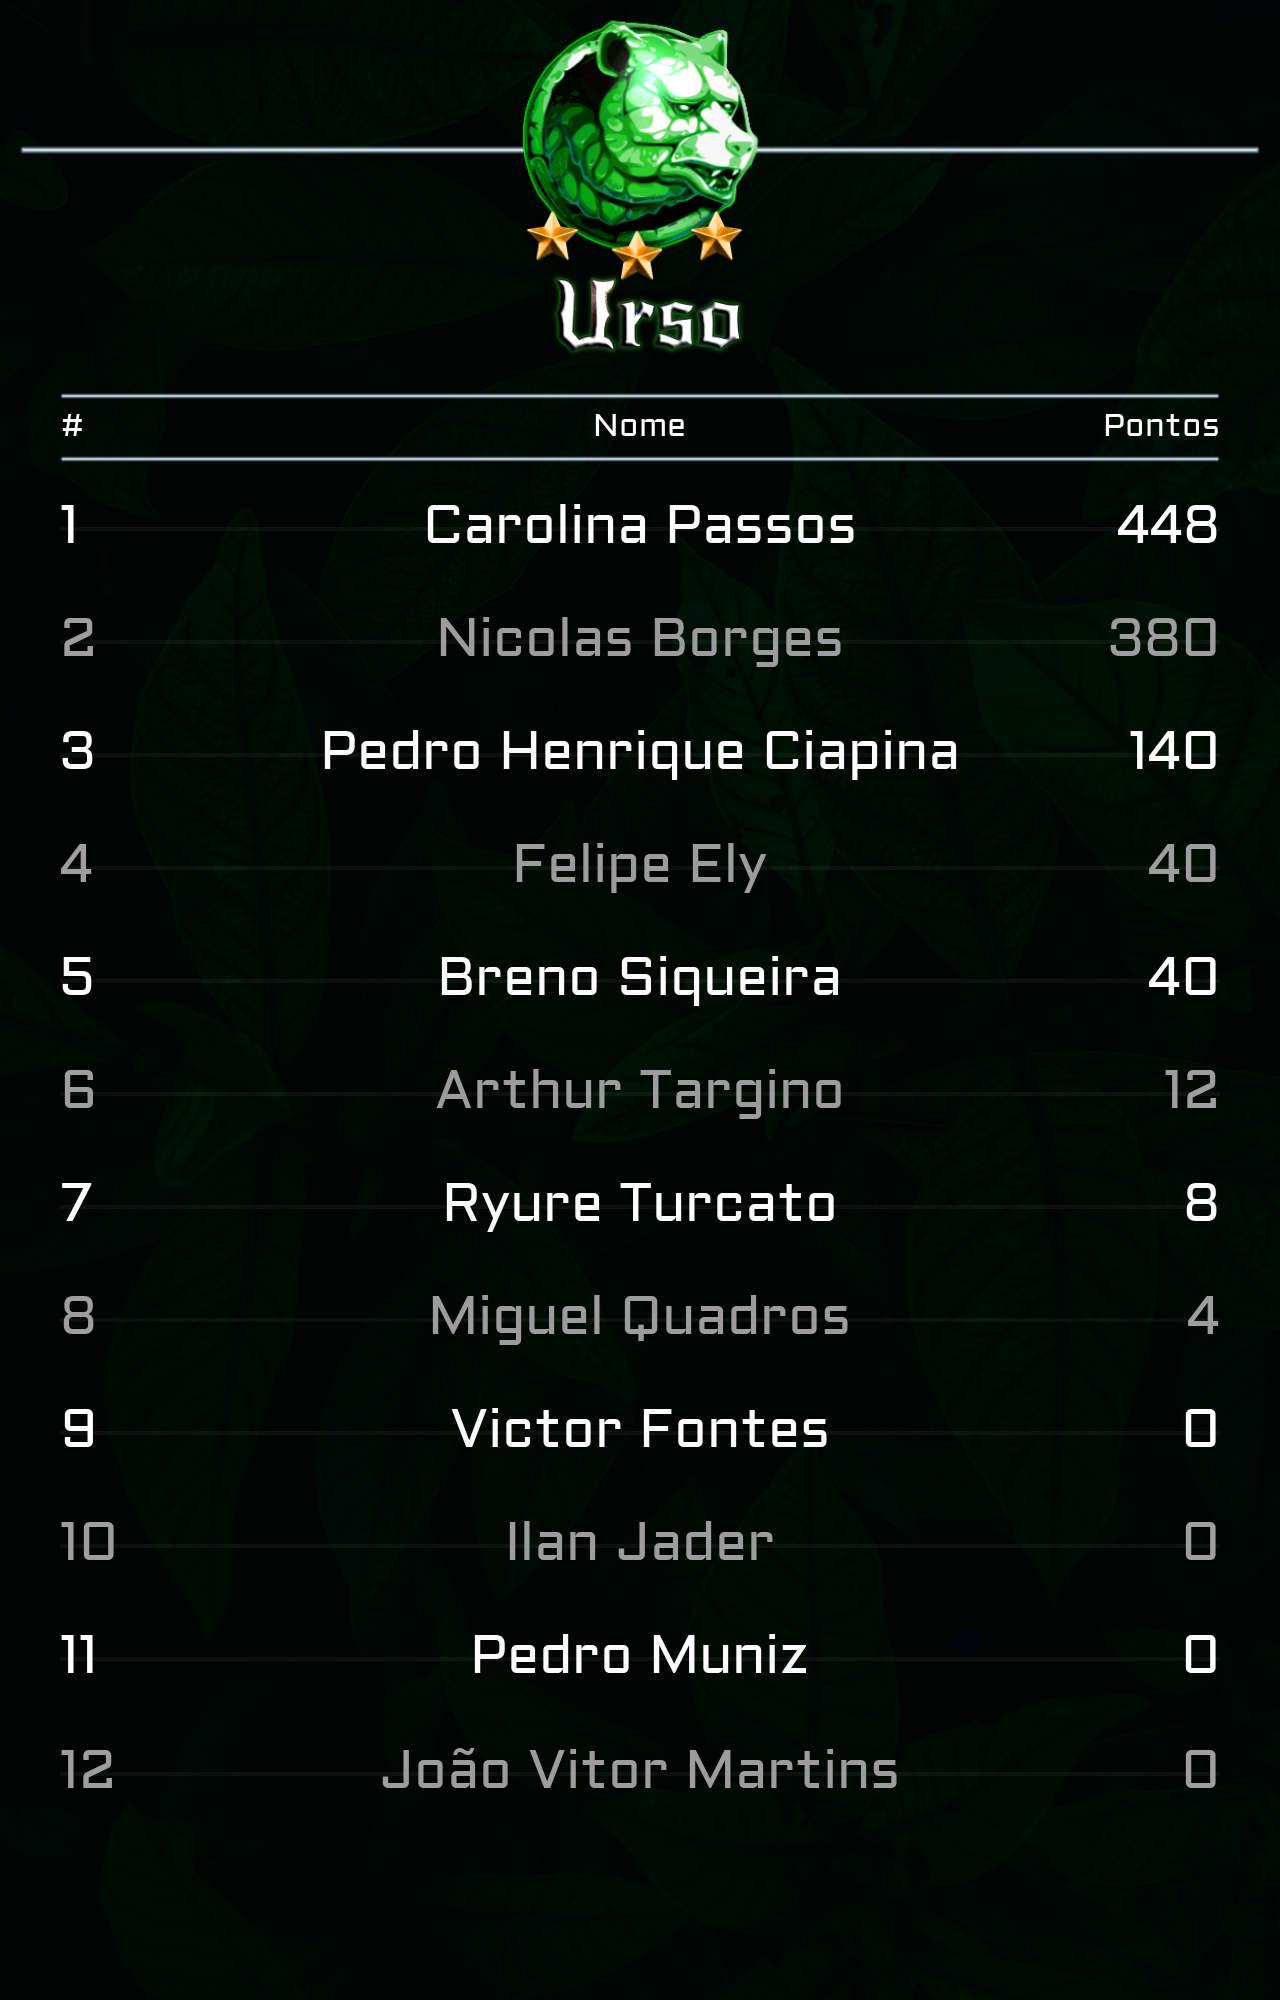 Urso
# Nome Pontos
1 Carolina Passos 448
2 Nicolas Borges 380
3 Pedro Henrique Ciapina 140
4 Felipe Ely 40
5 Breno Siqueira 40
6 Arthur Targino 12
7 Ryure Turcato 8
8 Miguel Quadros 4
9 Victor Fontes 0
10 Ilan Jader 0
11 Pedro Muniz 0
12 João Vitor Martins 0